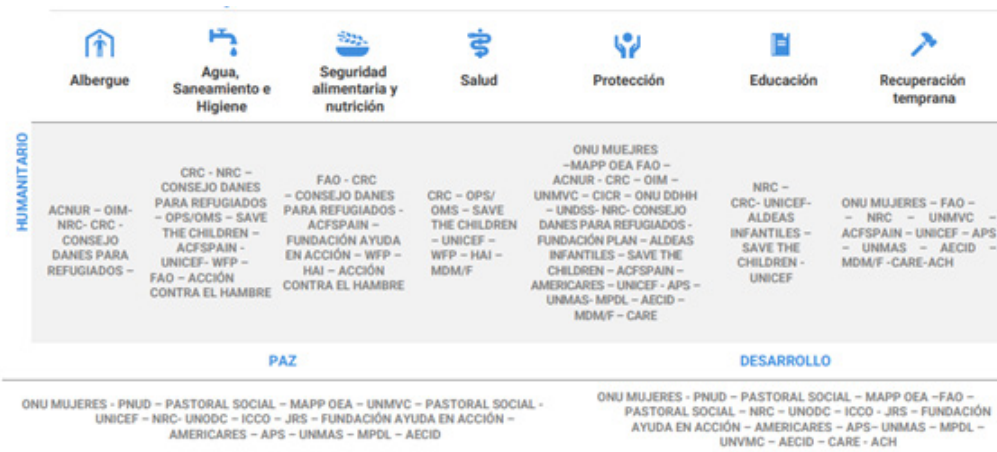 Albergue
Agua,
Saneamiento e
Higiene
Seguridad
alimentaria y
nutrición
Salud
Protección
Educación
Recuperación
temprana
HUMANITARIO
ACNUR – OIM-
NRC- CRC -
CONSEJO
DANES PARA
REFUGIADOS –
CRC - NRC –
CONSEJO DANES
PARA REFUGIADOS
– OPS/OMS – SAVE
THE CHILDREN –
ACFSPAIN -
UNICEF- WFP –
FAO – ACCIÓN
CONTRA EL HAMBRE
FAO - CRC
– CONSEJO DANES
PARA REFUGIADOS -
ACFSPAIN –
FUNDACIÓN AYUDA
EN ACCIÓN – WFP –
HAI – ACCIÓN
CONTRA EL HAMBRE
CRC – OPS/
OMS – SAVE
THE CHILDREN
– UNICEF –
WFP – HAI –
MDM/F
ONU MUEJRES
–MAPP OEA FAO –
ACNUR - CRC – OIM –
UNMVC – CICR – ONU DDHH
– UNDSS- NRC- CONSEJO
DANES PARA REFUGIADOS -
FUNDACIÓN PLAN – ALDEAS
INFANTILES – SAVE THE
CHILDREN – ACFSPAIN –
AMERICARES – UNICEF - APS –
UNMAS- MPDL – AECID –
MDM/F – CARE
NRC –
CRC- UNICEF-
ALDEAS
INFANTILES –
SAVE THE
CHILDREN -
UNICEF
ONU MUJERES – FAO –
– NRC – UNMVC –
ACFSPAIN – UNICEF – APS
– UNMAS – AECID –
MDM/F -CARE-ACH
PAZ
ONU MUJERES - PNUD – PASTORAL SOCIAL – MAPP OEA – UNMVC – PASTORAL SOCIAL -
UNICEF – NRC- UNODC – ICCO – JRS – FUNDACIÓN AYUDA EN ACCIÓN –
AMERICARES – APS – UNMAS – MPDL – AECID
DESARROLLO
ONU MUJERES - PNUD – PASTORAL SOCIAL – MAPP OEA –FAO –
PASTORAL SOCIAL – NRC – UNODC – ICCO - JRS – FUNDACIÓN
AYUDA EN ACCIÓN – AMERICARES – APS– UNMAS – MPDL –
UNVMC – AECID – CARE - ACH